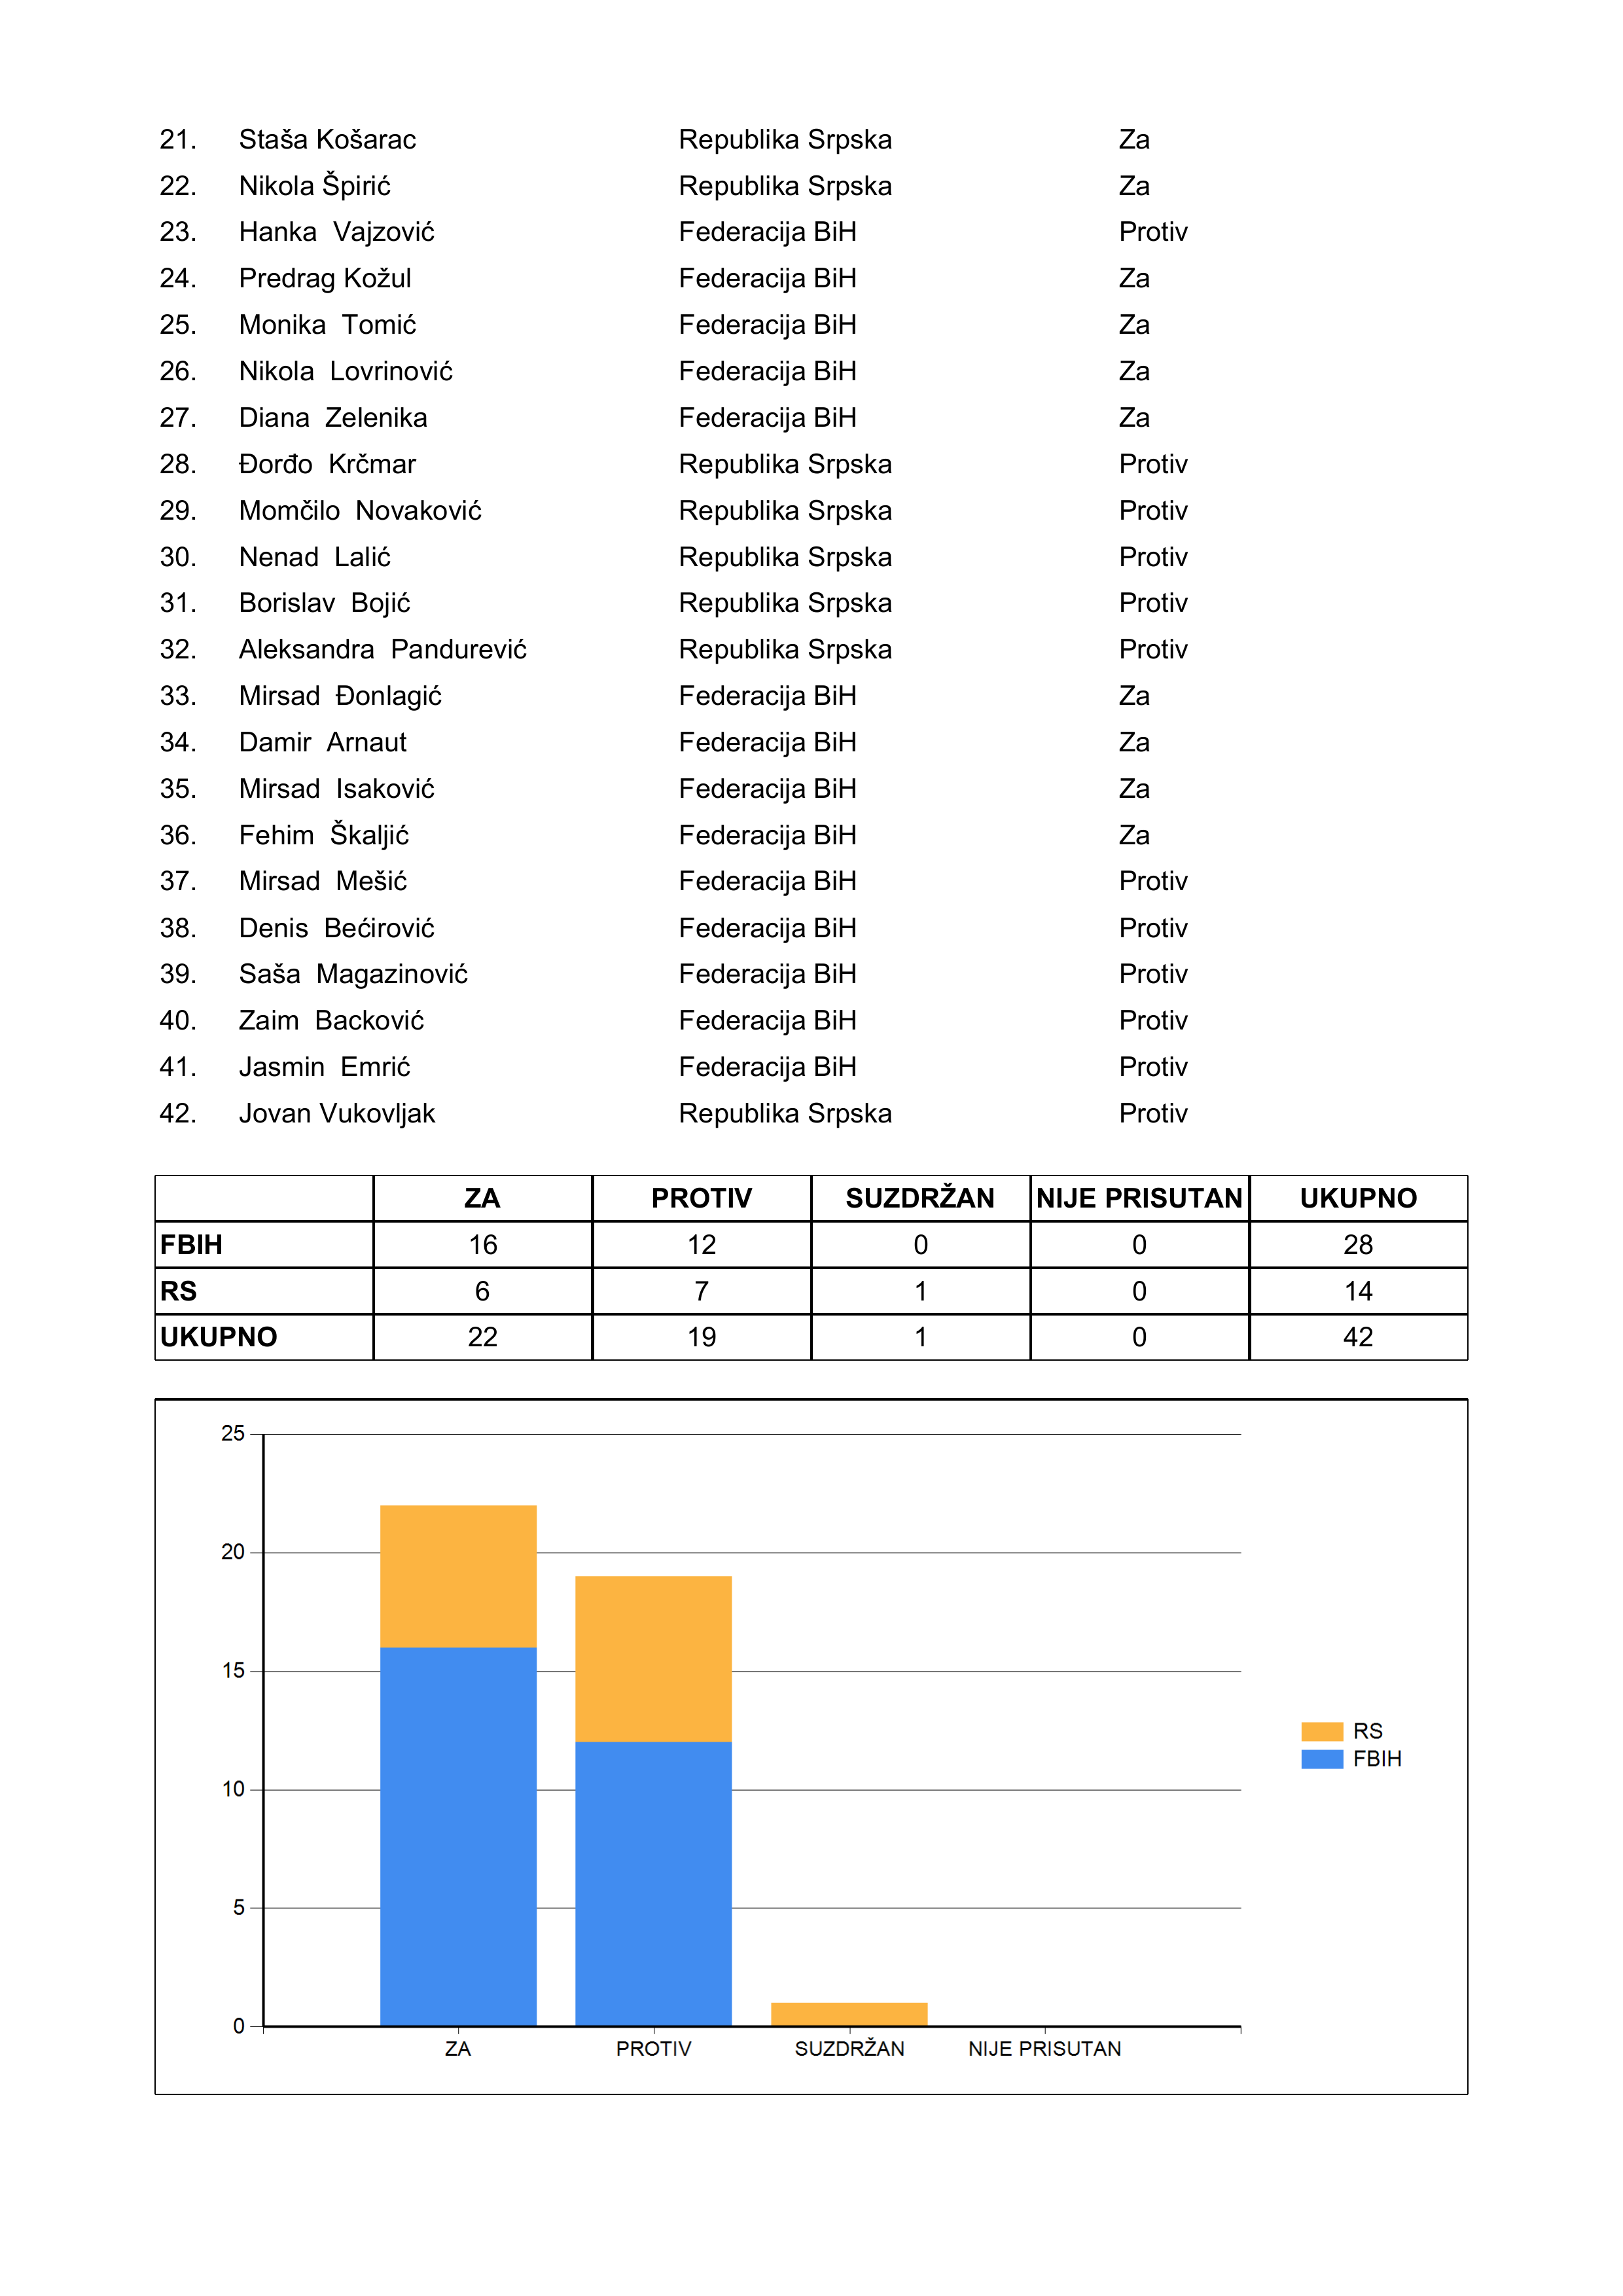 21. Staša Košarac Republika Srpska Za
22. Nikola Špirić Republika Srpska Za
23. Hanka Vajzović Federacija BiH Protiv
24. Predrag Kožul Federacija BiH Za
25. Monika Tomić Federacija BiH Za
26. Nikola Lovrinović Federacija BiH Za
27. Diana Zelenika Federacija BiH Za
28. Đorđo Krčmar Republika Srpska Protiv
29. Momčilo Novaković Republika Srpska Protiv
30. Nenad Lalić Republika Srpska Protiv
31. Borislav Bojić Republika Srpska Protiv
32. Aleksandra Pandurević Republika Srpska Protiv
33. Mirsad Đonlagić Federacija BiH Za
34. Damir Arnaut Federacija BiH Za
35. Mirsad Isaković Federacija BiH Za
36. Fehim Škaljić Federacija BiH Za
37. Mirsad Mešić Federacija BiH Protiv
38. Denis Bećirović Federacija BiH Protiv
39. Saša Magazinović Federacija BiH Protiv
40. Zaim Backović Federacija BiH Protiv
41. Jasmin Emrić Federacija BiH Protiv
42. Jovan Vukovljak Republika Srpska Protiv
ZA PROTIV SUZDRŽAN NIJE PRISUTAN UKUPNO
FBIH 16 12 0 0 28
RS 6 7 1 0 14
UKUPNO 22 19 1 0 42
25
20
15
10
5
0
ZA PROTIV SUZDRŽAN NIJE PRISUTAN
RS
FBIH